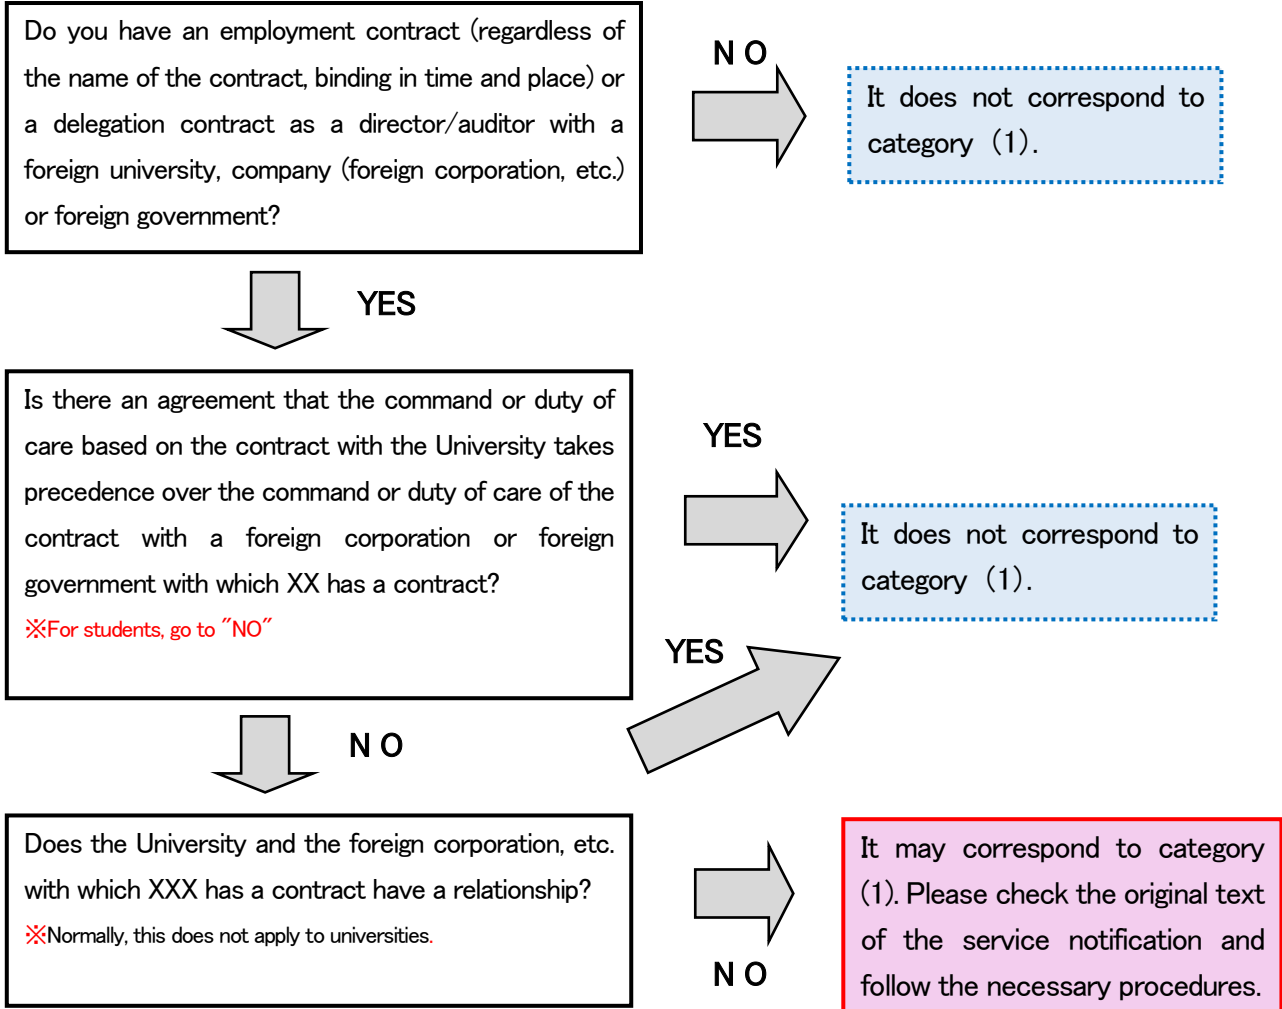 Do you have an employment contract (regardless of
the name of the contract, binding in time and place) or
a delegation contract as a director/auditor with a
foreign university, company (foreign corporation, etc.)
or foreign government?
NO
It does not correspond to
category (1).
YES
Is there an agreement that the command or duty of
care based on the contract with the University takes
precedence over the command or duty of care of the
contract with a foreign corporation or foreign
government with which XX has a contract?
※For students, go to "NO"
YES
It does not correspond to
category (1).
YES
NO
Does the University and the foreign corporation, etc.
with which XXX has a contract have a relationship?
※Normally, this does not apply to universities.
NO
It may correspond to category
(1). Please check the original text
of the service notification and
follow the necessary procedures.